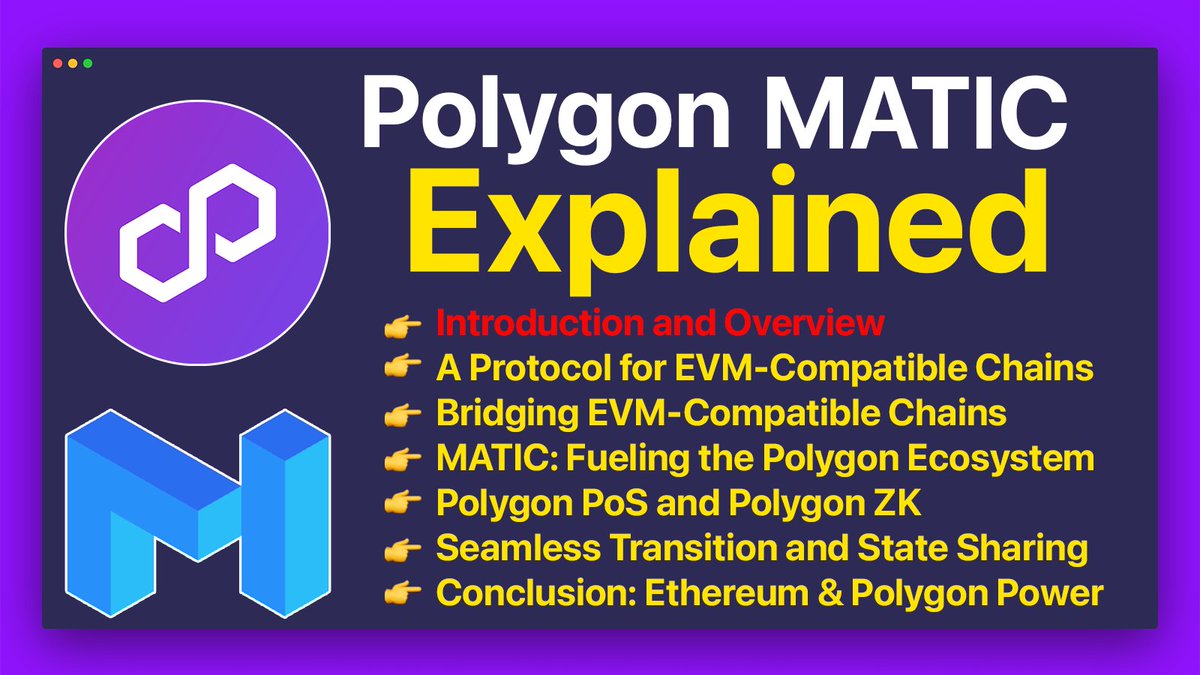 Polygon MATIC
Explained
👉 Introduction and Overview
👉 A Protocol for EVM-Compatible Chains
👉 Bridging EVM-Compatible Chains
👉 MATIC: Fueling the Polygon Ecosystem
👉 Polygon PoS and Polygon ZK
👉 Seamless Transition and State Sharing
👉 Conclusion: Ethereum & Polygon Power